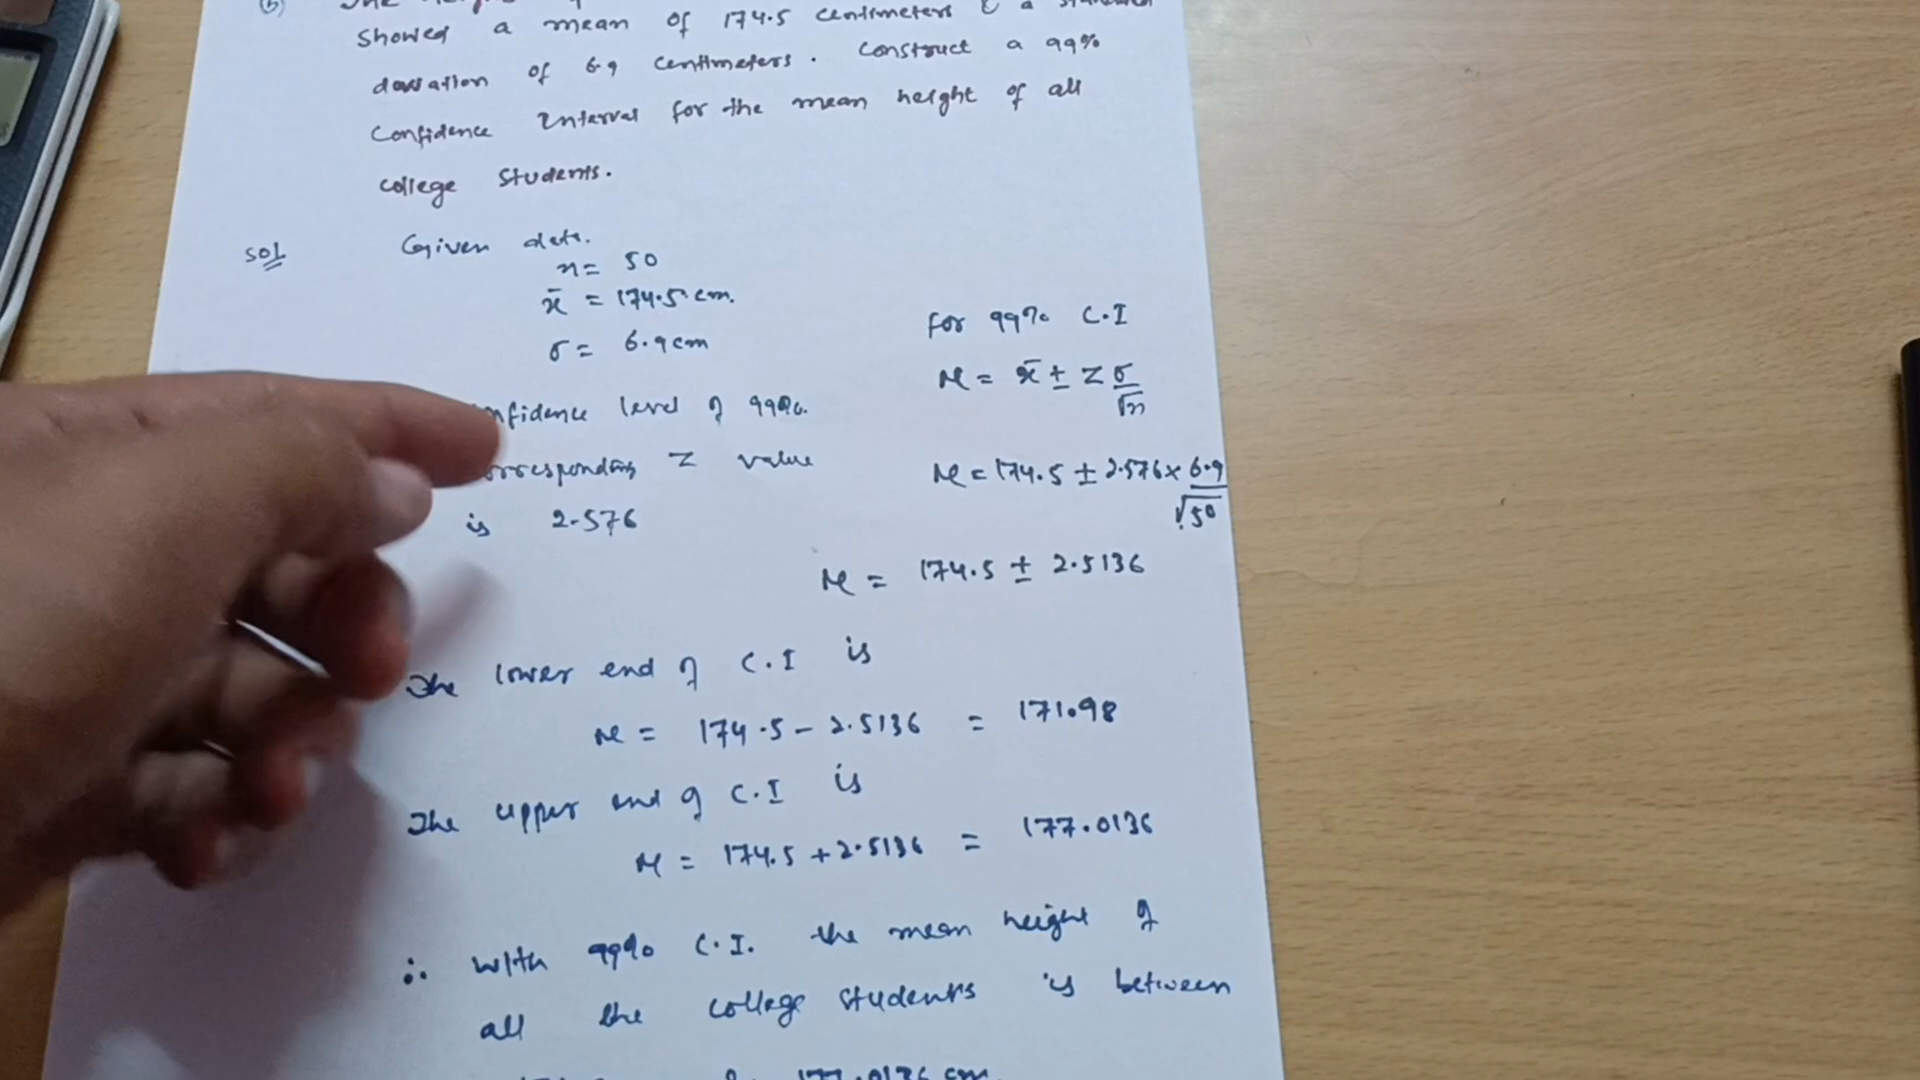 (b)
Showed a mean of 174.5 centimeters & a
deviation of 6.9 centimeters. Construct a 99%
Confidence Interval for the mean height of all
college Students.
Sol Given data.
n = 50
x̄ = 174.5 cm.
σ = 6.9 cm
level of 99%.
z value
is 2.576
For 99% C.I
μ = x̄ ± z σ/√n
μ = 174.5 ± 2.576 x 6.9/√50
μ = 174.5 ± 2.5136
The lower end of C.I is
μ = 174.5 - 2.5136 = 171.98
The upper end of C.I is
μ = 174.5 + 2.5136 = 177.0136
∴ With 99% C.I. the mean height of
all the college students is between
177.0136 cm